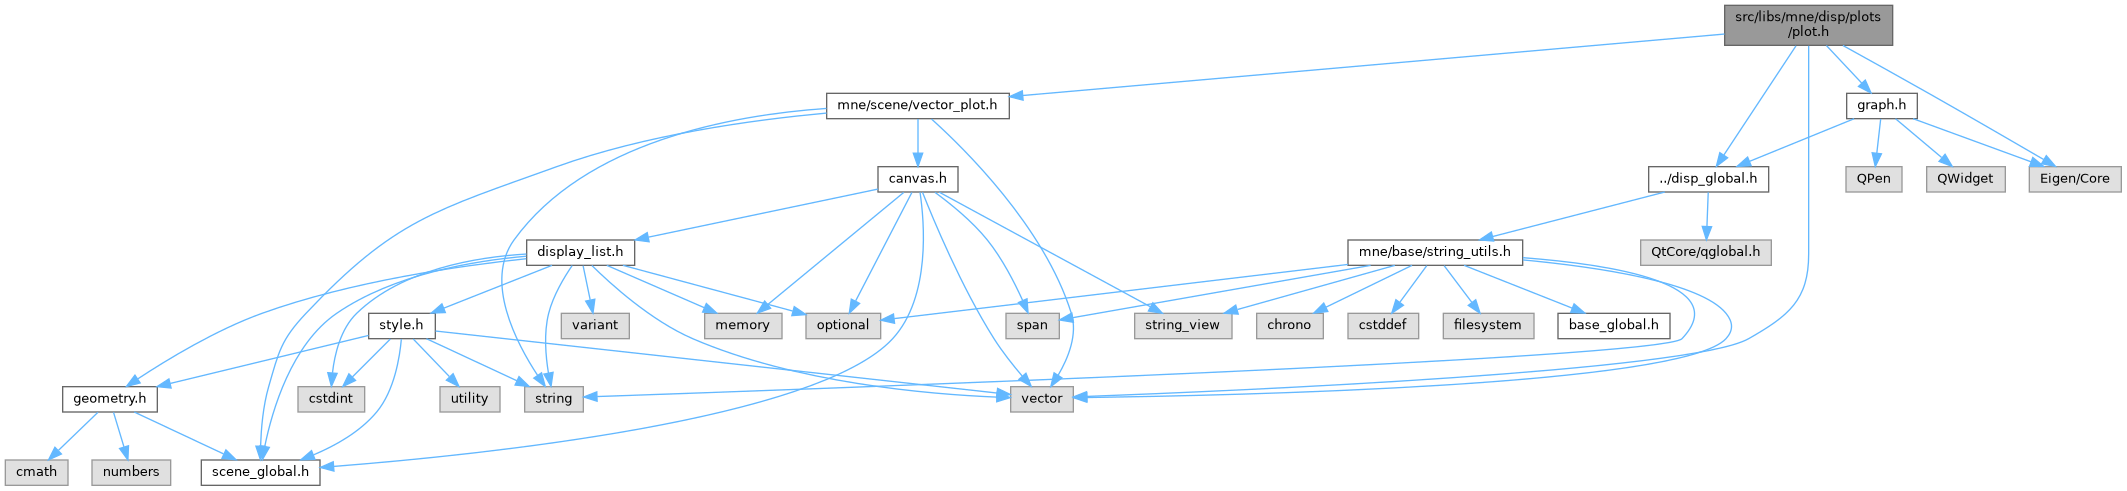 src/libs/mne/disp/plots
/plot.h
mne/scene/vector_plot.h
graph.h
canvas.h
../disp_global.h
QPen
QWidget
Eigen/Core
display_list.h
mne/base/string_utils.h
QtCore/qglobal.h
style.h
variant
memory
optional
span
string_view
chrono
cstddef
filesystem
base_global.h
geometry.h
cstdint
utility
string
vector
cmath
numbers
scene_global.h